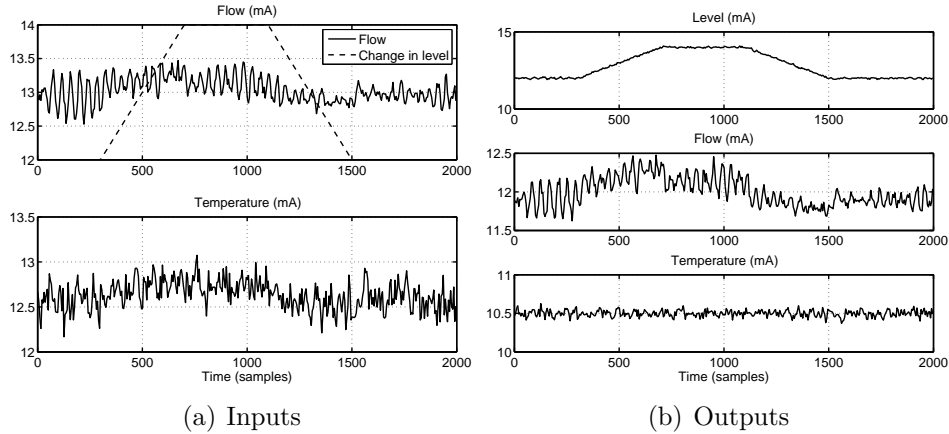 Flow (mA)
14
13.5
13
12.5
12
0 500 1000 1500 2000
Flow
Change in level
Temperature (mA)
13.5
13
12.5
12
0 500 1000 1500 2000
Time (samples)
(a) Inputs
Level (mA)
15
10
0 500 1000 1500 2000
Flow (mA)
12.5
12
11.5
0 500 1000 1500 2000
Temperature (mA)
11
10.5
10
0 500 1000 1500 2000
Time (samples)
(b) Outputs